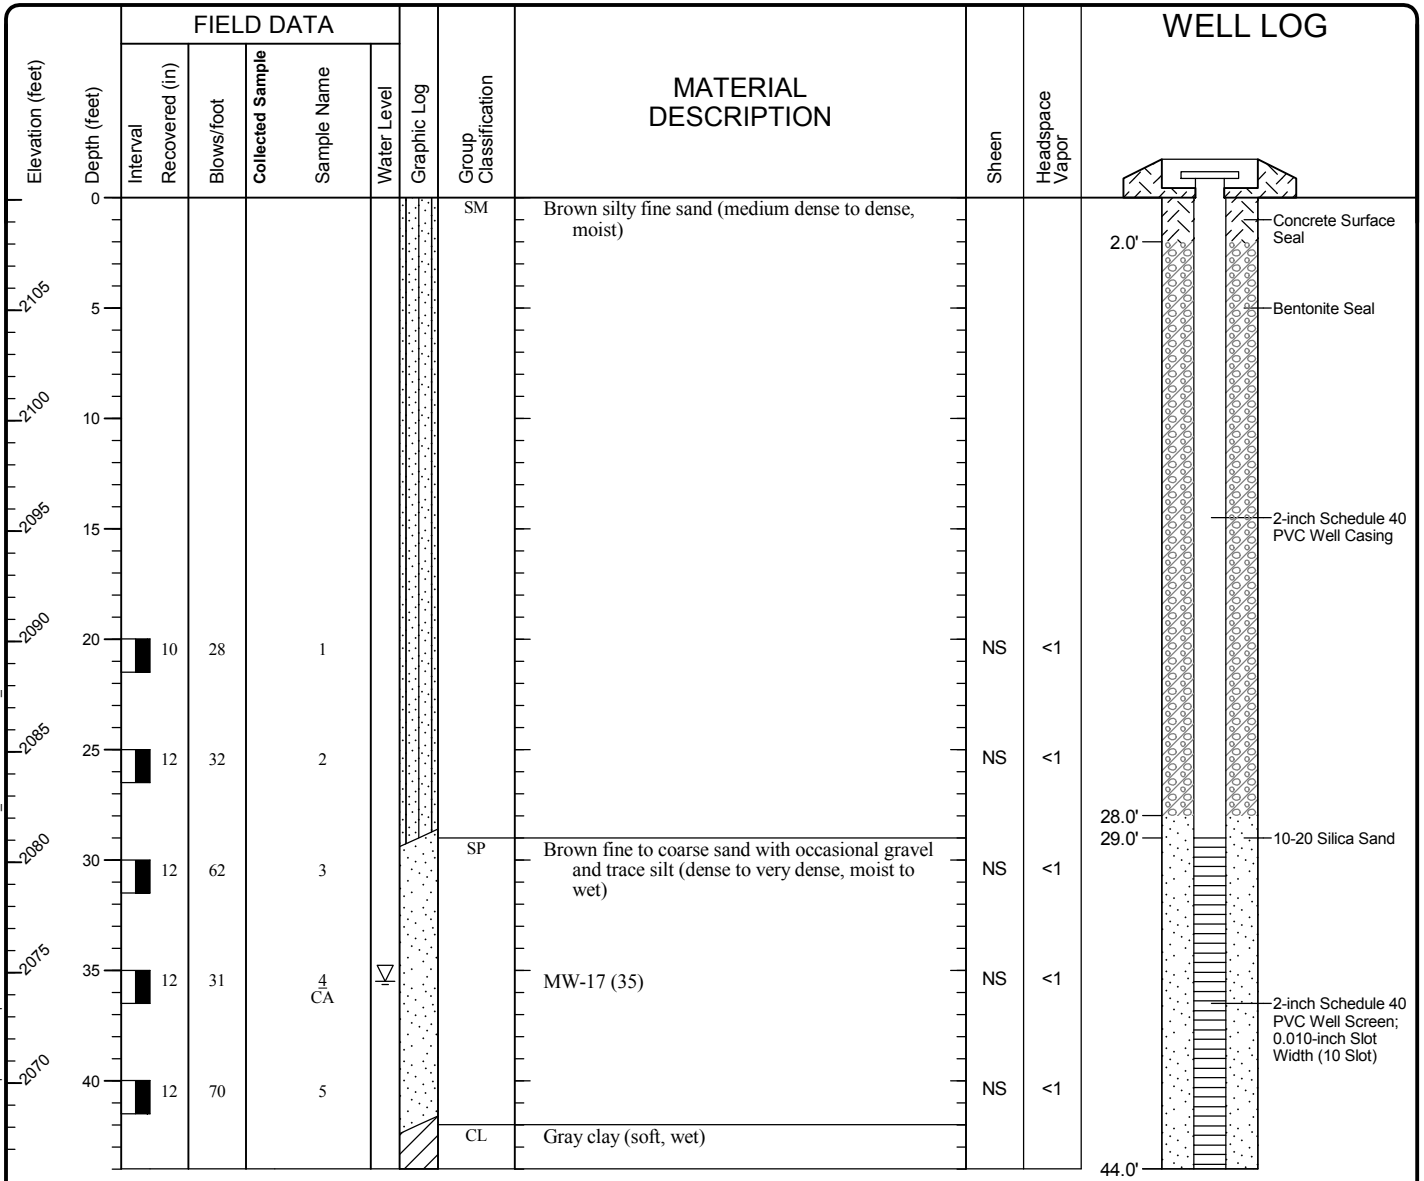 FIELD DATA
WELL LOG
Elevation (feet)
Depth (feet)
Interval
Recovered (in)
Blows/foot
Collected Sample
Sample Name
Water Level
Graphic Log
Group
Classification
MATERIAL
DESCRIPTION
Sheen
Headspace
Vapor
0
SM
Brown silty fine sand (medium dense to dense,
moist)
Concrete Surface
Seal
2.0'
2105
5
Bentonite Seal
2100
10
2095
15
2-inch Schedule 40
PVC Well Casing
2090
20
10
28
1
NS
<1
2085
25
12
32
2
NS
<1
28.0'
29.0'
10-20 Silica Sand
2080
30
12
62
3
SP
Brown fine to coarse sand with occasional gravel
and trace silt (dense to very dense, moist to
wet)
NS
<1
2075
35
12
31
4
CA
MW-17 (35)
NS
<1
2-inch Schedule 40
PVC Well Screen;
0.010-inch Slot
Width (10 Slot)
2070
40
12
70
5
NS
<1
CL
Gray clay (soft, wet)
44.0'